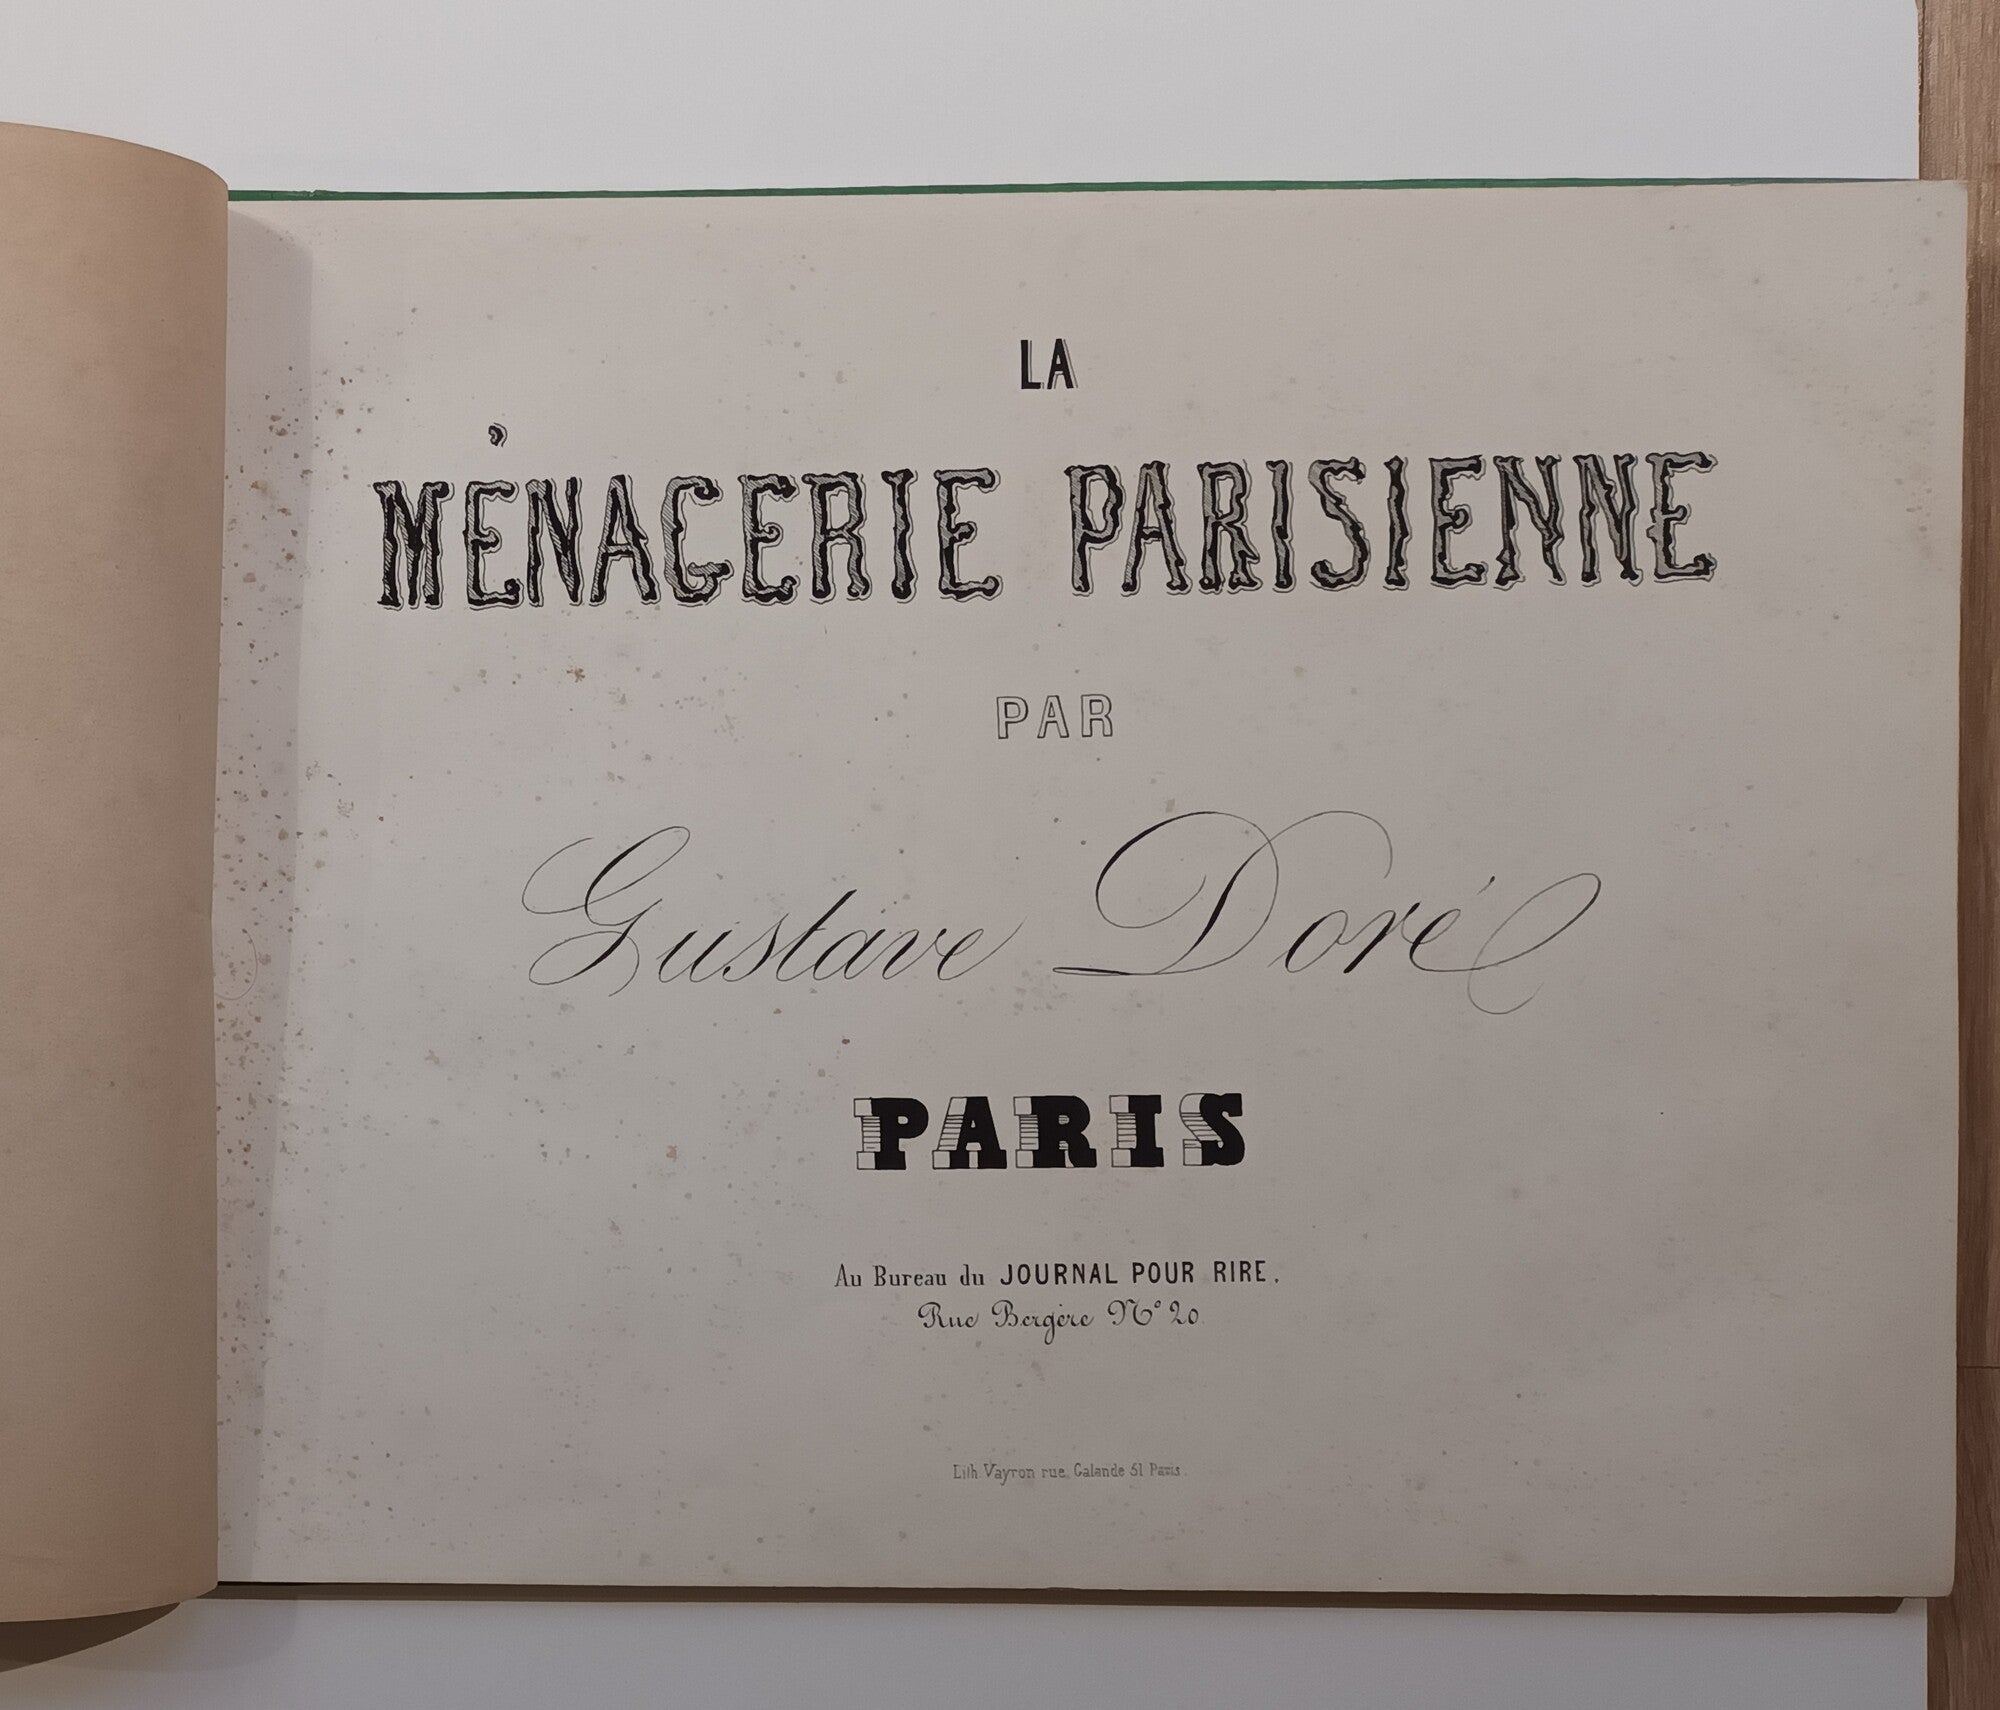 LA
MÉNAGERIE PARISIENNE
PAR
Gustave Doré
PARIS
Au Bureau du JOURNAL POUR RIRE.
Rue Bergère N° 20
Lith. Vayron rue Galande 51 Paris.